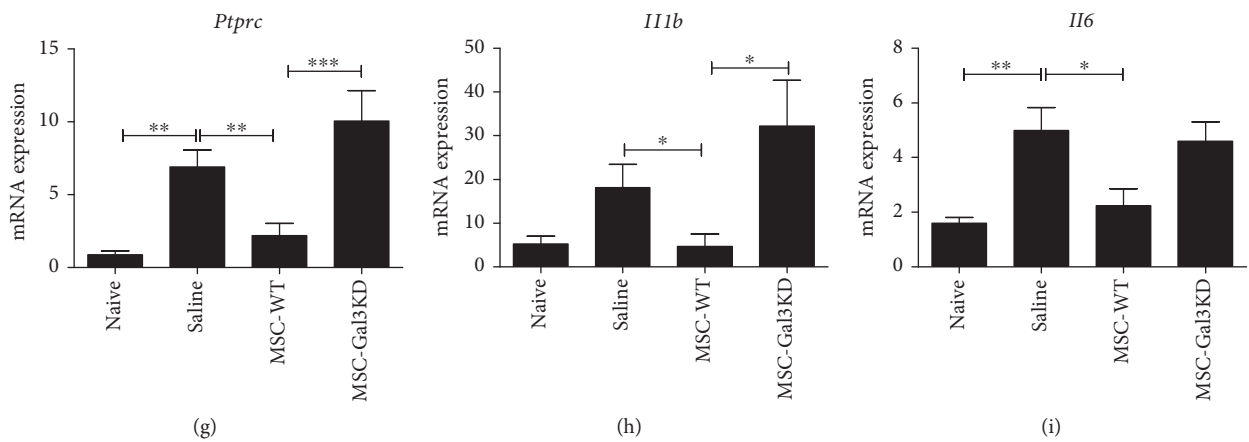 Ptprc
mRNA expression
15
10
5
0
**
**
***
Naive
Saline
MSC-WT
MSC-Gal3KD
(g)
Il1b
mRNA expression
50
40
30
20
10
0
*
*
Naive
Saline
MSC-WT
MSC-Gal3KD
(h)
Il6
mRNA expression
8
6
4
2
0
**
*
Naive
Saline
MSC-WT
MSC-Gal3KD
(i)